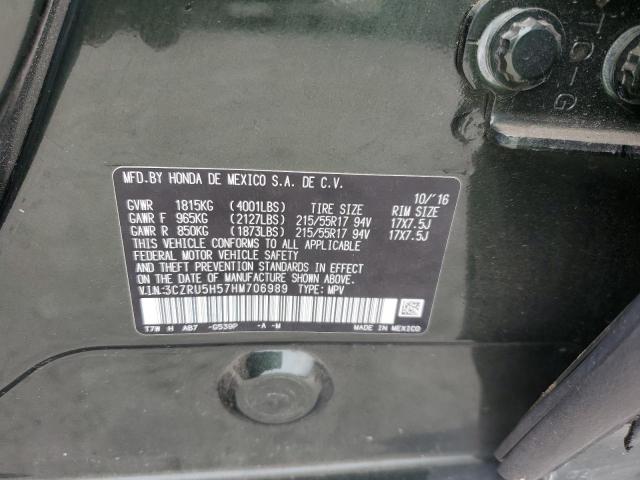 MFD.BY HONDA DE MEXICO S.A. DE C.V.
10/'16
GVWR 1815KG (4001LBS) TIRE SIZE RIM SIZE
GAWR F 965KG (2127LBS) 215/55R17 94V 17X7.5J
GAWR R 850KG (1873LBS) 215/55R17 94V 17X7.5J
THIS VEHICLE CONFORMS TO ALL APPLICABLE
FEDERAL MOTOR VEHICLE SAFETY
AND THEFT PREVENTION STANDARDS IN EFFECT
ON THE DATE OF MANUFACTURE SHOWN ABOVE.
V.I.N.:3CZRU5H57HM706989 TYPE: MPV
T7W H AB7 -G539P -A -M MADE IN MEXICO